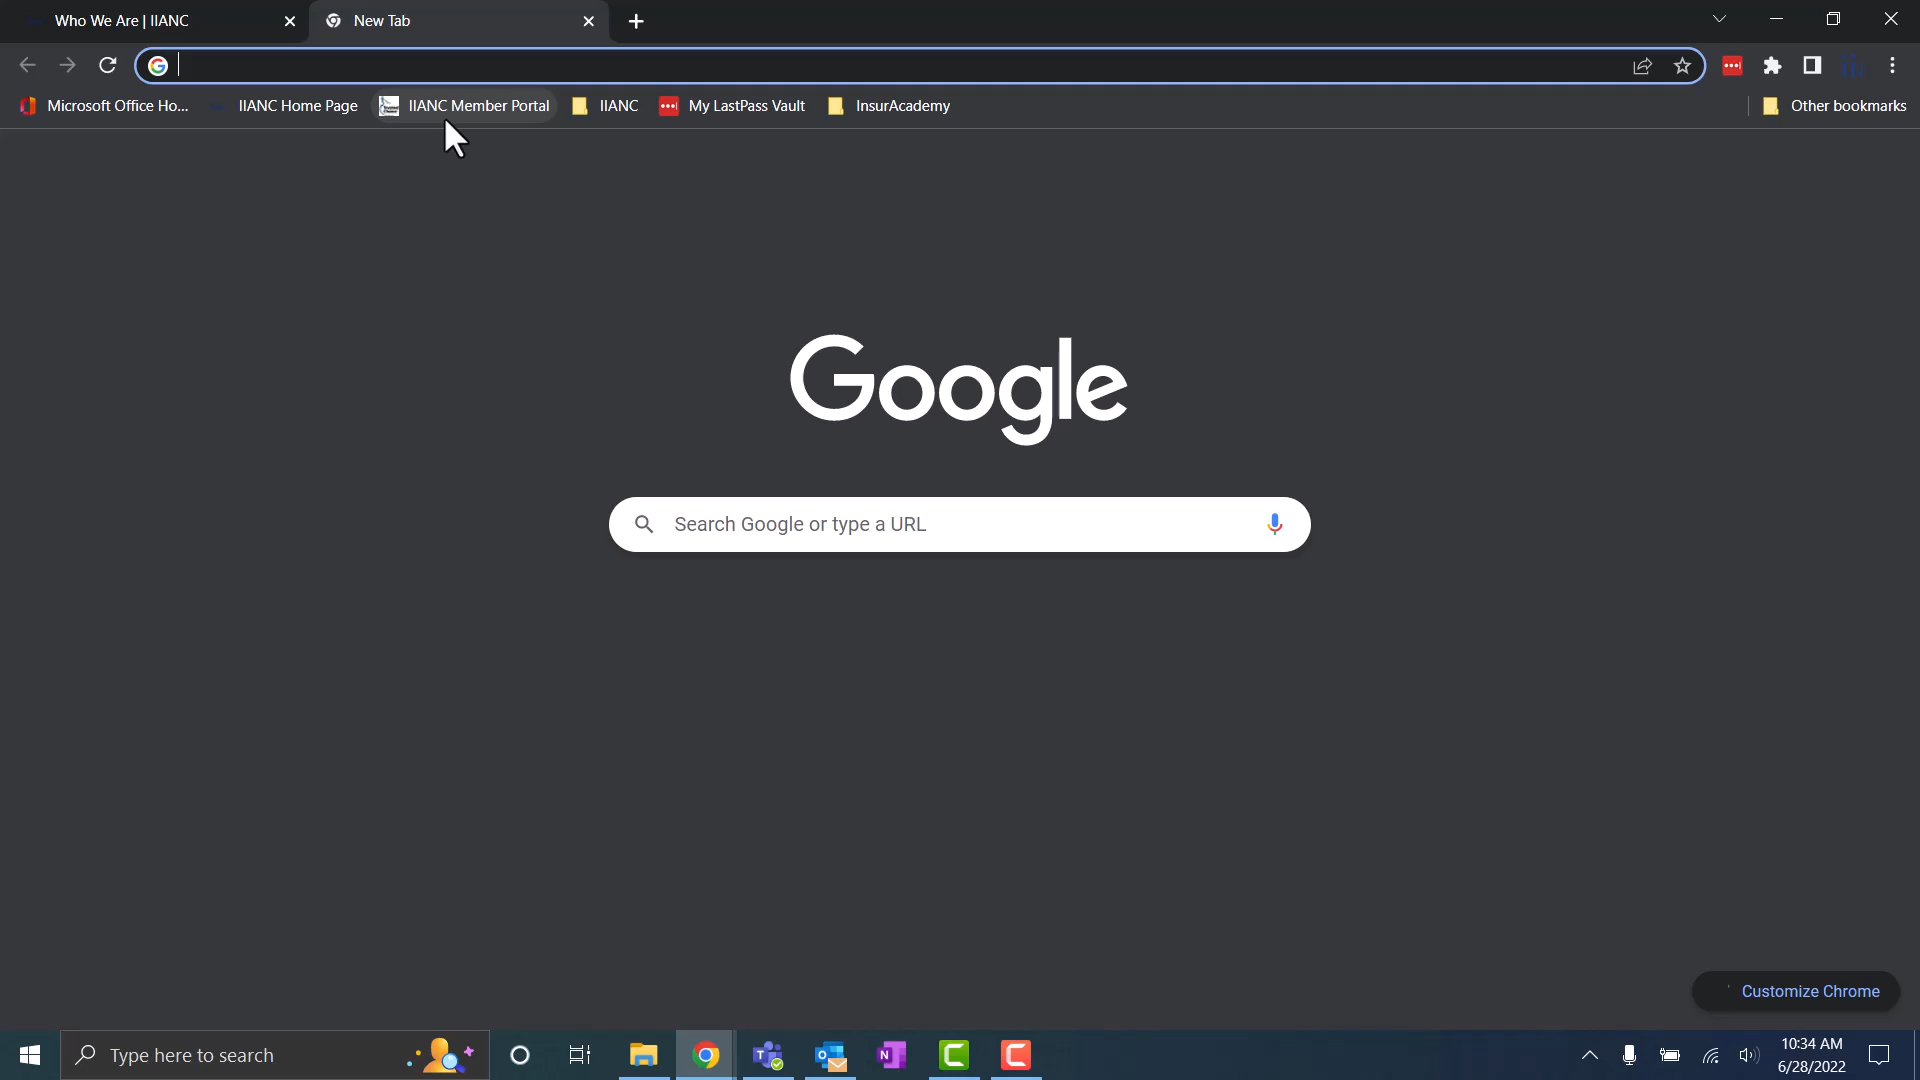 Who We Are | IIANC
New Tab
Microsoft Office Ho...
IIANC Home Page
IIANC Member Portal
IIANC
My LastPass Vault
InsurAcademy
Other bookmarks
Google
Search Google or type a URL
Customize Chrome
Type here to search
10:34 AM
6/28/2022